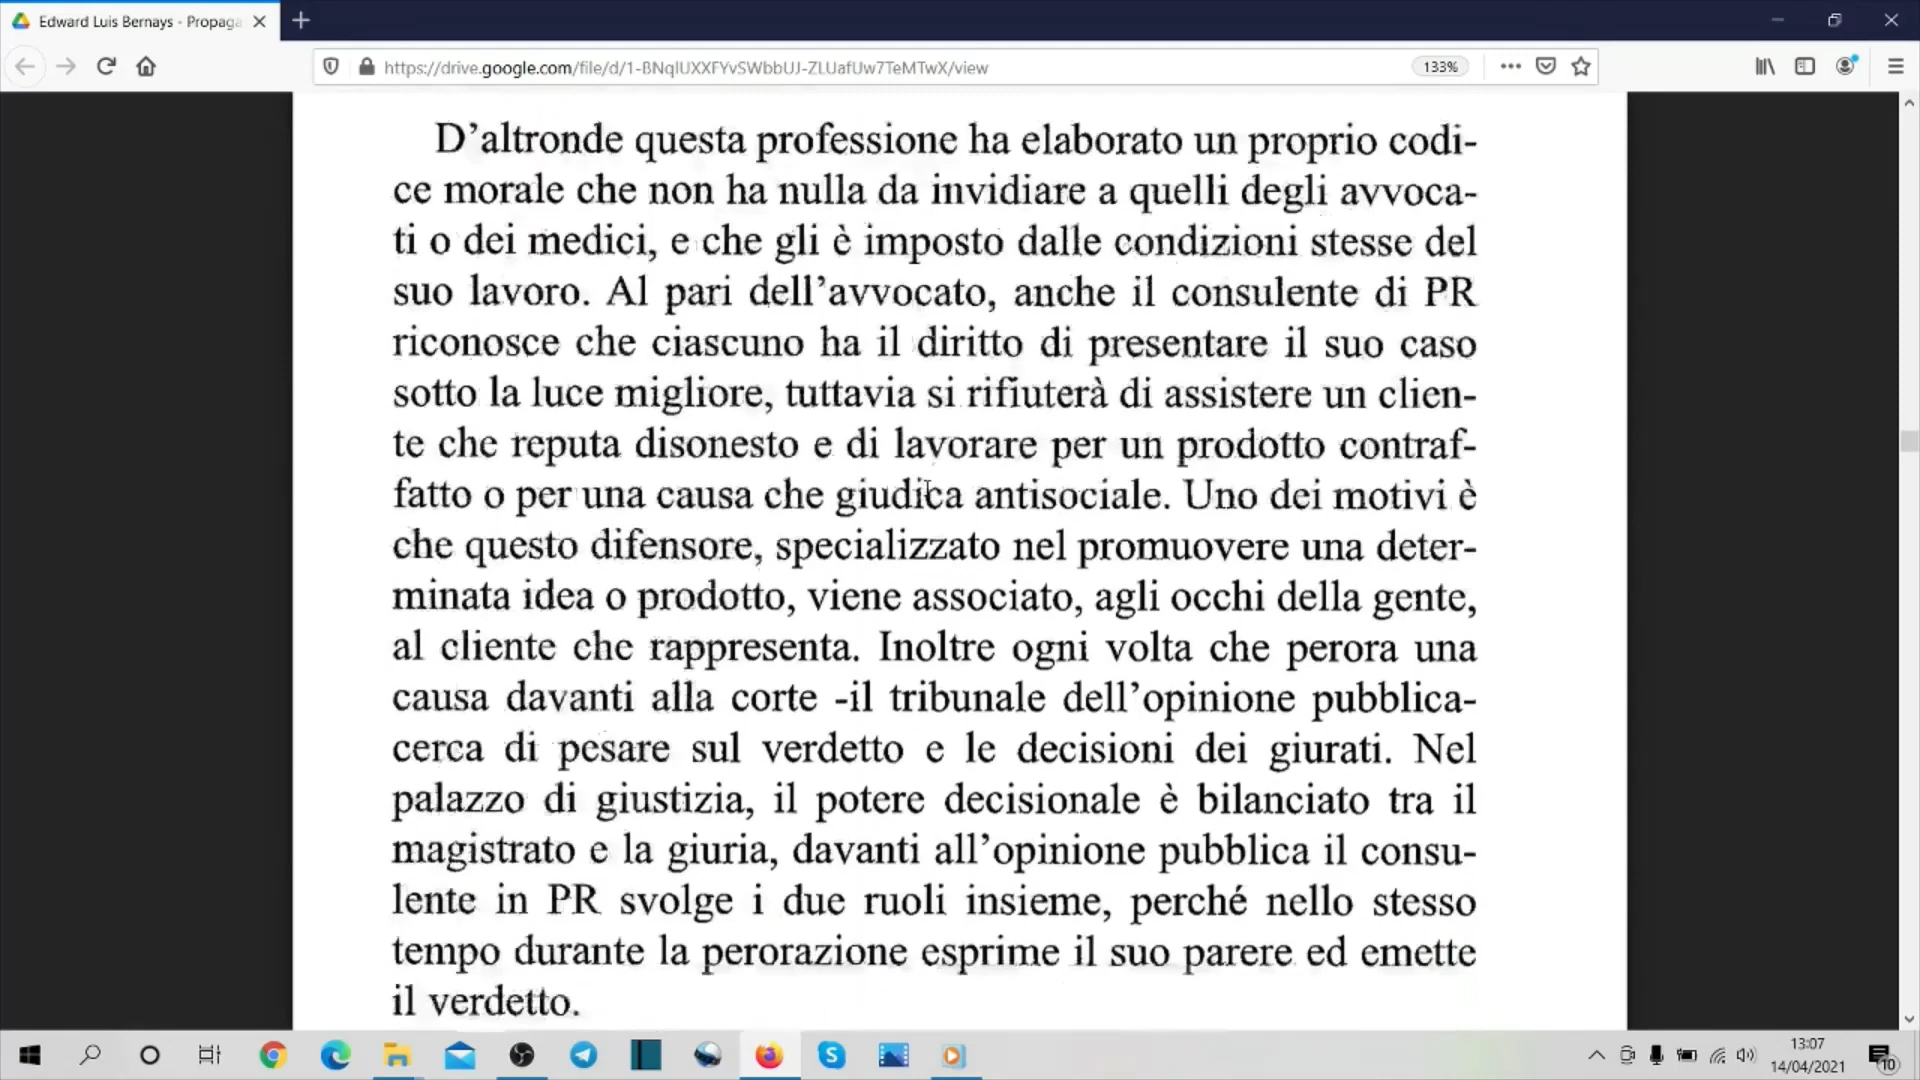 Edward Luis Bernays - Propaga
https://drive.google.com/file/d/1-BNqlUXXFYvSWbbUJ-ZLUafUw7TeMTwX/view
133%
D’altronde questa professione ha elaborato un proprio codi-
ce morale che non ha nulla da invidiare a quelli degli avvoca-
ti o dei medici, e che gli è imposto dalle condizioni stesse del
suo lavoro. Al pari dell’avvocato, anche il consulente di PR
riconosce che ciascuno ha il diritto di presentare il suo caso
sotto la luce migliore, tuttavia si rifiuterà di assistere un clien-
te che reputa disonesto e di lavorare per un prodotto contraf-
fatto o per una causa che giudica antisociale. Uno dei motivi è
che questo difensore, specializzato nel promuovere una deter-
minata idea o prodotto, viene associato, agli occhi della gente,
al cliente che rappresenta. Inoltre ogni volta che perora una
causa davanti alla corte -il tribunale dell’opinione pubblica-
cerca di pesare sul verdetto e le decisioni dei giurati. Nel
palazzo di giustizia, il potere decisionale è bilanciato tra il
magistrato e la giuria, davanti all’opinione pubblica il consu-
lente in PR svolge i due ruoli insieme, perché nello stesso
tempo durante la perorazione esprime il suo parere ed emette
il verdetto.
13:07
14/04/2021
10